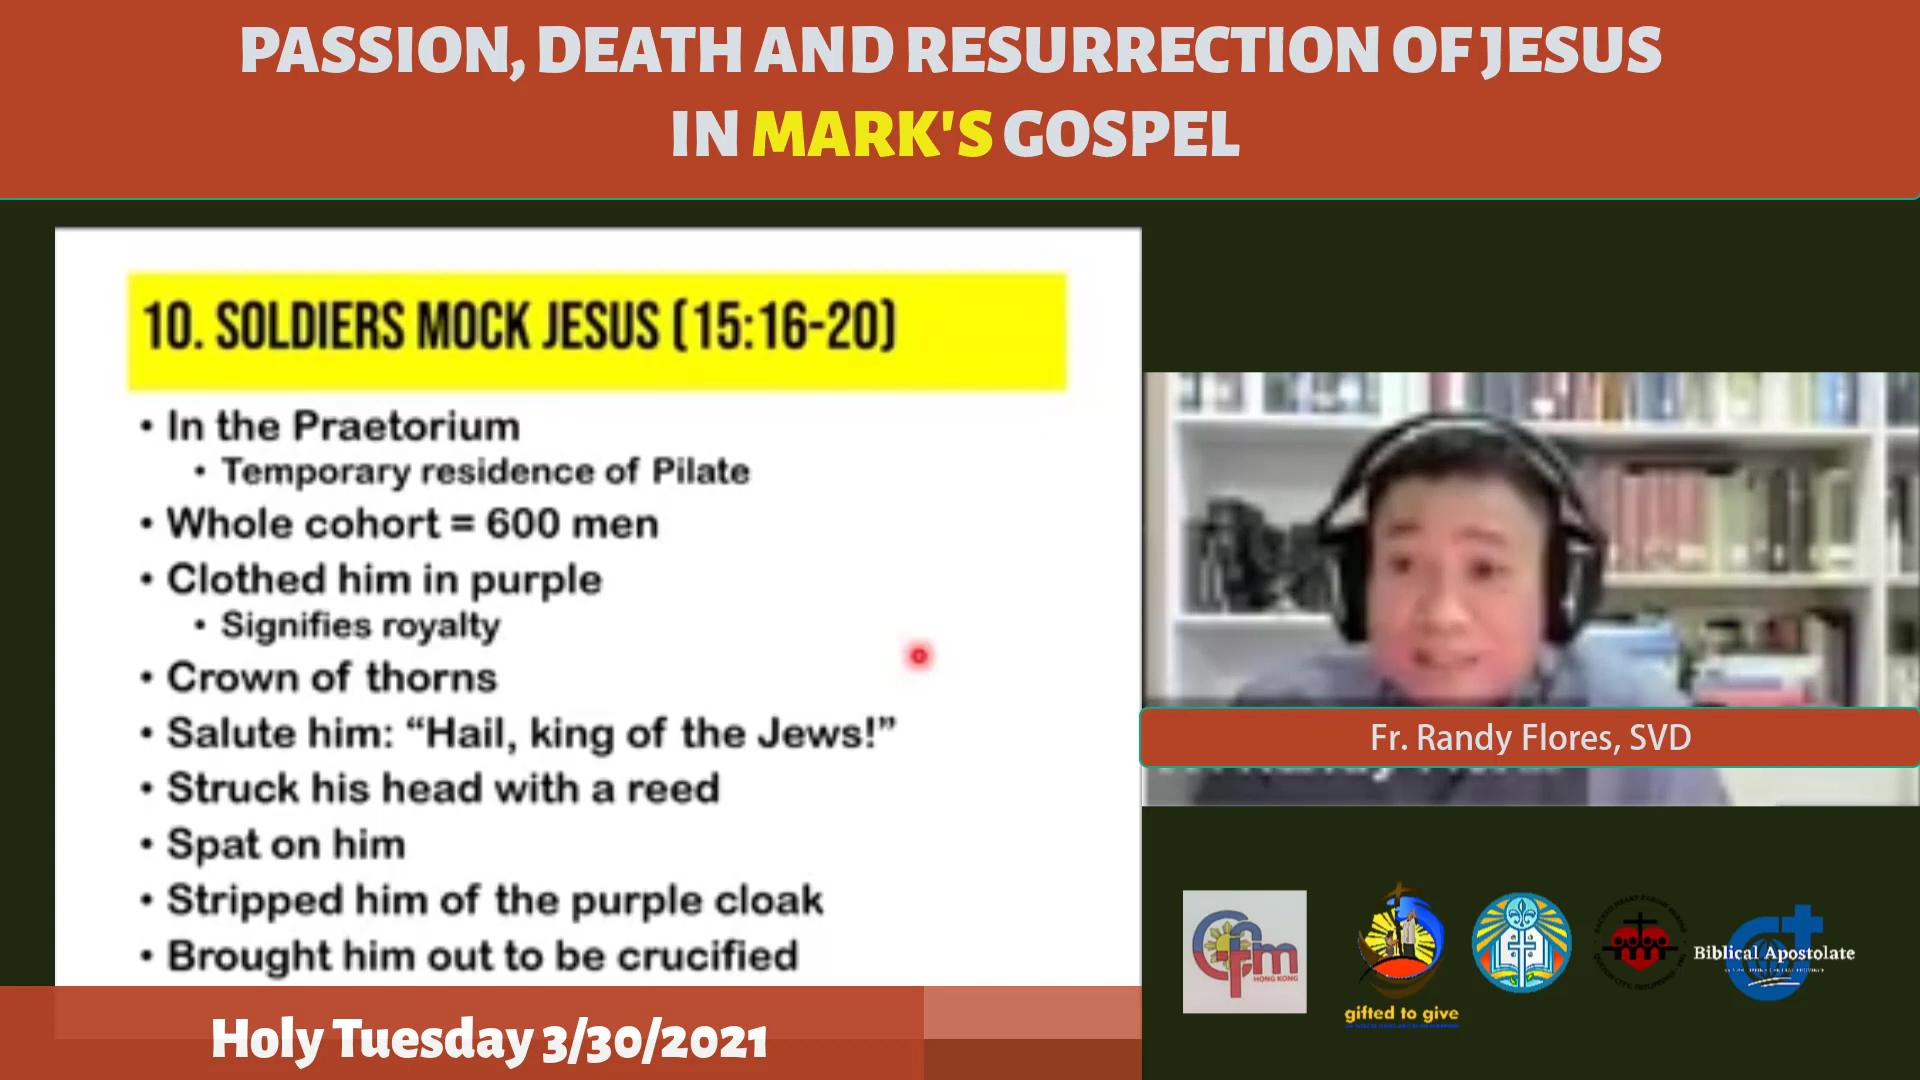 PASSION, DEATH AND RESURRECTION OF JESUS
IN MARK'S GOSPEL
10. SOLDIERS MOCK JESUS (15:16-20)
• In the Praetorium
• Temporary residence of Pilate
• Whole cohort = 600 men
• Clothed him in purple
• Signifies royalty
• Crown of thorns
• Salute him: “Hail, king of the Jews!”
• Struck his head with a reed
• Spat on him
• Stripped him of the purple cloak
• Brought him out to be crucified
Fr. Randy Flores, SVD
Holy Tuesday 3/30/2021
CFFM
HONG KONG
gifted to give
Biblical Apostolate